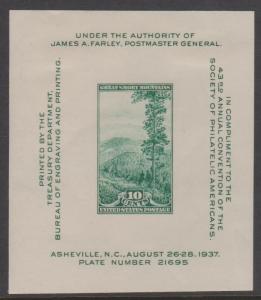 UNDER THE AUTHORITY OF
JAMES A. FARLEY, POSTMASTER GENERAL.
PRINTED BY THE
TREASURY DEPARTMENT,
BUREAU OF ENGRAVING AND PRINTING.
GREAT SMOKY MOUNTAINS
10
CENTS
UNITED STATES POSTAGE
IN COMPLIMENT TO THE
43RD ANNUAL CONVENTION OF THE
SOCIETY OF PHILATELIC AMERICANS.
ASHEVILLE, N.C., AUGUST 26-28, 1937.
PLATE NUMBER 21695